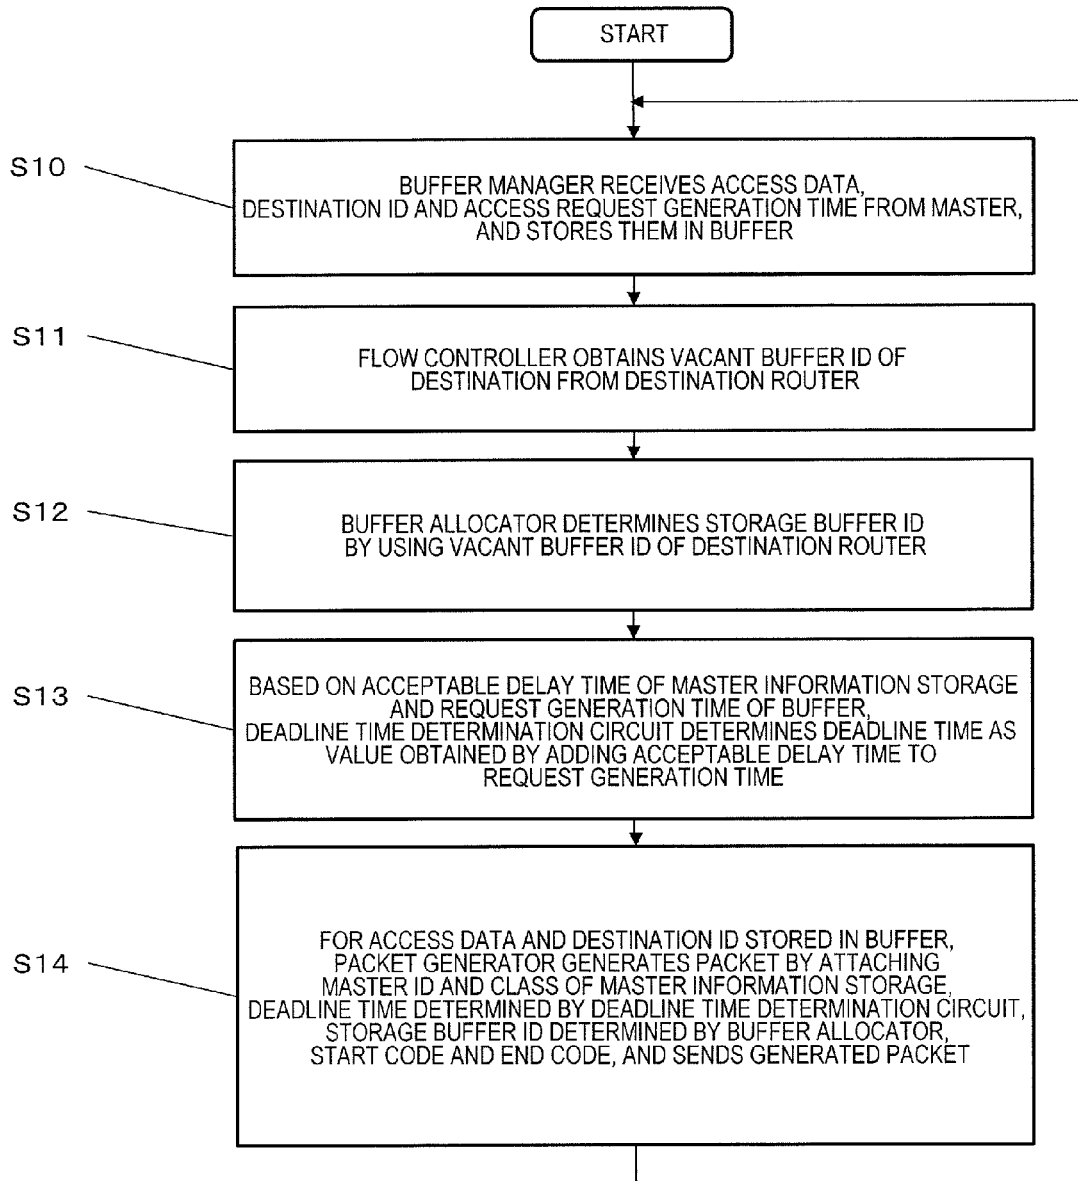 START
S10
BUFFER MANAGER RECEIVES ACCESS DATA,
DESTINATION ID AND ACCESS REQUEST GENERATION TIME FROM MASTER,
AND STORES THEM IN BUFFER
S11
FLOW CONTROLLER OBTAINS VACANT BUFFER ID OF
DESTINATION FROM DESTINATION ROUTER
S12
BUFFER ALLOCATOR DETERMINES STORAGE BUFFER ID
BY USING VACANT BUFFER ID OF DESTINATION ROUTER
S13
BASED ON ACCEPTABLE DELAY TIME OF MASTER INFORMATION STORAGE
AND REQUEST GENERATION TIME OF BUFFER,
DEADLINE TIME DETERMINATION CIRCUIT DETERMINES DEADLINE TIME AS
VALUE OBTAINED BY ADDING ACCEPTABLE DELAY TIME TO
REQUEST GENERATION TIME
S14
FOR ACCESS DATA AND DESTINATION ID STORED IN BUFFER,
PACKET GENERATOR GENERATES PACKET BY ATTACHING
MASTER ID AND CLASS OF MASTER INFORMATION STORAGE,
DEADLINE TIME DETERMINED BY DEADLINE TIME DETERMINATION CIRCUIT,
STORAGE BUFFER ID DETERMINED BY BUFFER ALLOCATOR,
START CODE AND END CODE, AND SENDS GENERATED PACKET